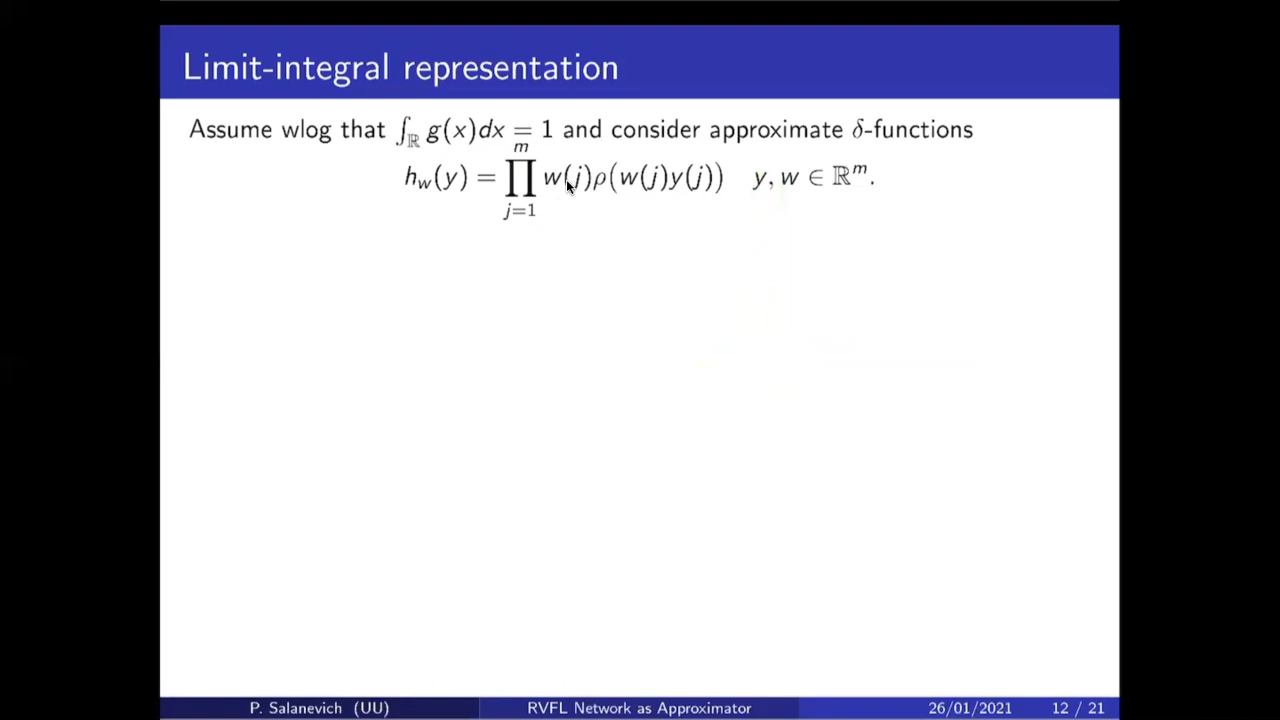 Limit-integral representation
Assume wlog that ∫_ℝ g(x)dx = 1 and consider approximate δ-functions
h_w(y) = ∏_{j=1}^{m} w(j)ρ(w(j)y(j))   y, w ∈ ℝ^m.
P. Salanevich (UU) RVFL Network as Approximator 26/01/2021 12 / 21